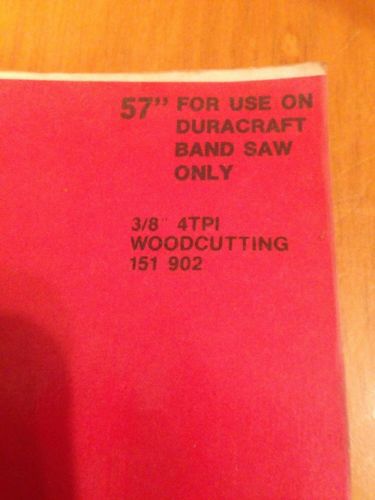 57" FOR USE ON
DURACRAFT
BAND SAW
ONLY
3/8" 4TPI
WOODCUTTING
151 902